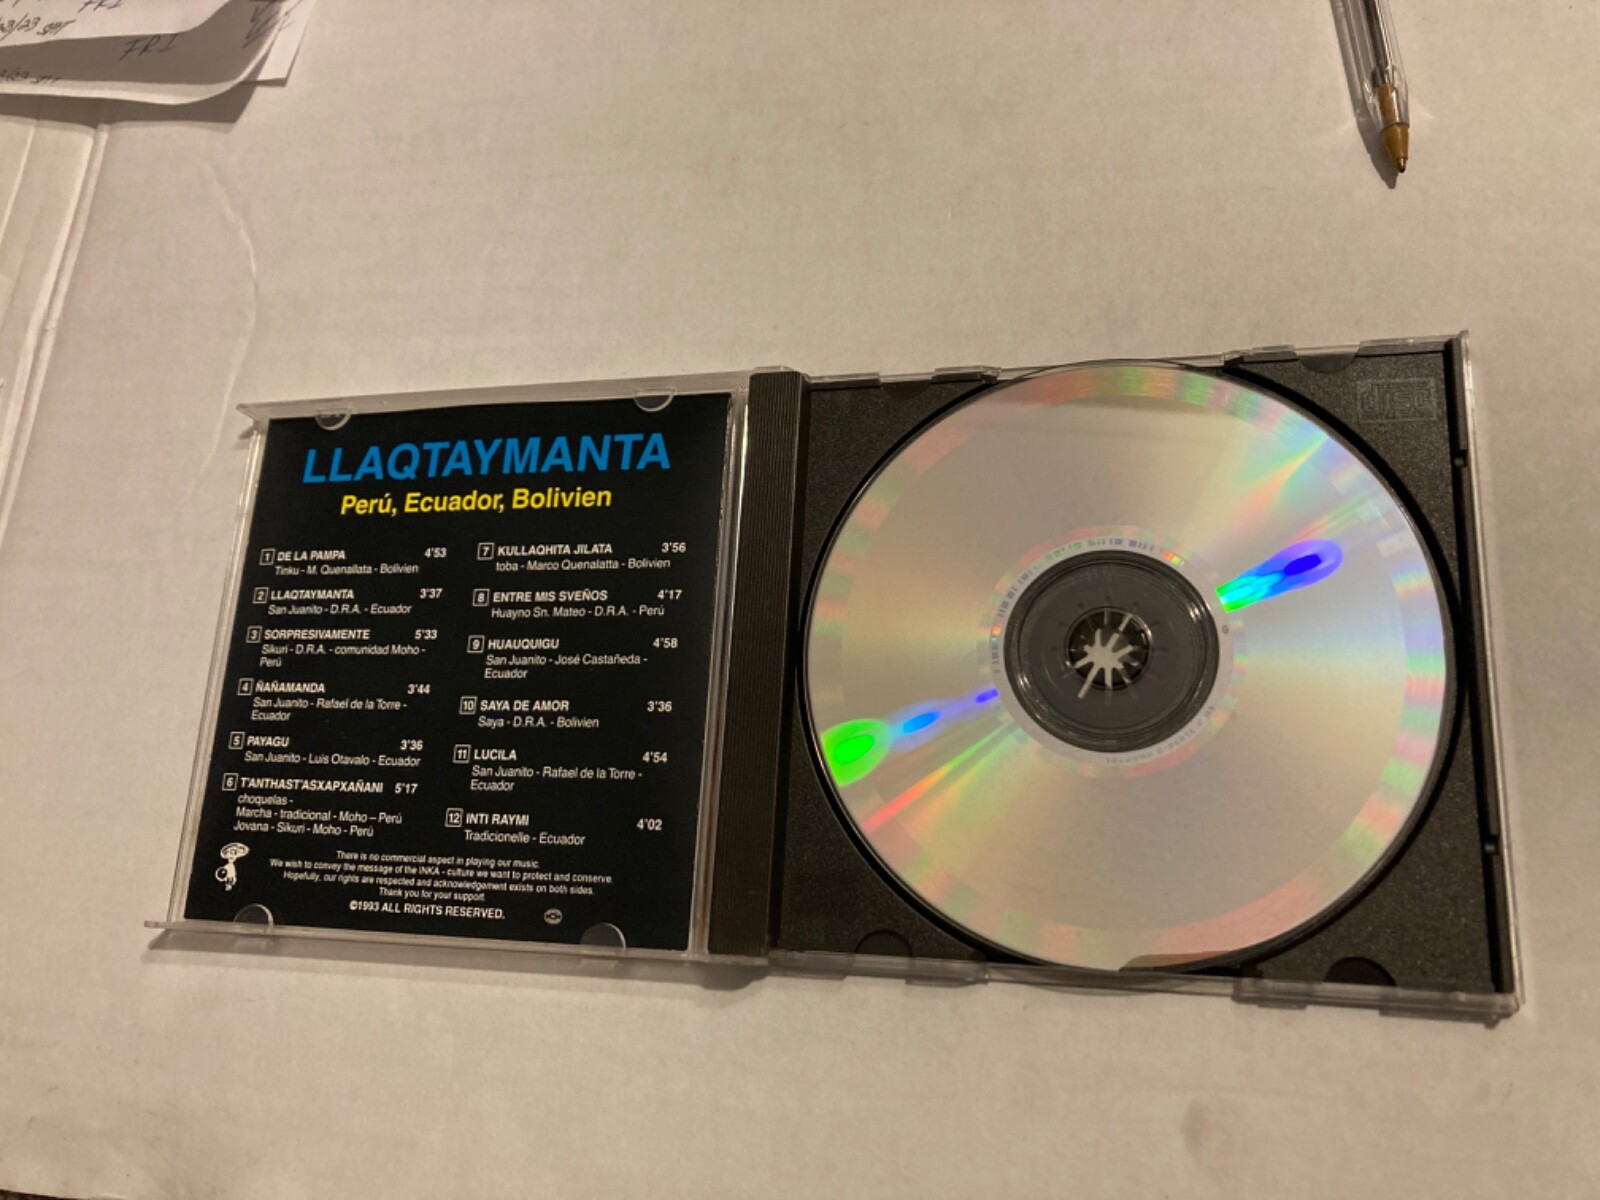 FRI
FRI
LLAQTAYMANTA
Perú, Ecuador, Bolivien
1 DE LA PAMPA 4'53
Tinku - M. Quenallata - Bolivien
2 LLAQTAYMANTA 3'37
San Juanito - D.R.A. - Ecuador
3 SORPRESIVAMENTE 5'33
Sikuri - D.R.A. - comunidad Moho -
Perú
4 ÑAÑAMANDA 3'44
San Juanito - Rafael de la Torre -
Ecuador
5 PAYAGU 3'36
San Juanito - Luis Otavalo - Ecuador
6 T'ANTHAST'ASXAPXAÑANI 5'17
choquelas -
Marcha - tradicional - Moho – Perú
Jovana - Sikuri - Moho - Perú
7 KULLAQHITA JILATA 3'56
toba - Marco Quenalatta - Bolivien
8 ENTRE MIS SVEÑOS 4'17
Huayno Sn. Mateo - D.R.A. - Perú
9 HUAUQUIGU 4'58
San Juanito - José Castañeda -
Ecuador
10 SAYA DE AMOR 3'36
Saya - D.R.A. - Bolivien
11 LUCILA 4'54
San Juanito - Rafael de la Torre -
Ecuador
12 INTI RAYMI 4'02
Tradicionelle - Ecuador
There is no commercial aspect in playing our music.
We wish to convey the message of the INKA - culture we want to protect and conserve.
Hopefully, our rights are respected and acknowledgement exists on both sides.
Thank you for your support.
©1993 ALL RIGHTS RESERVED.
disc